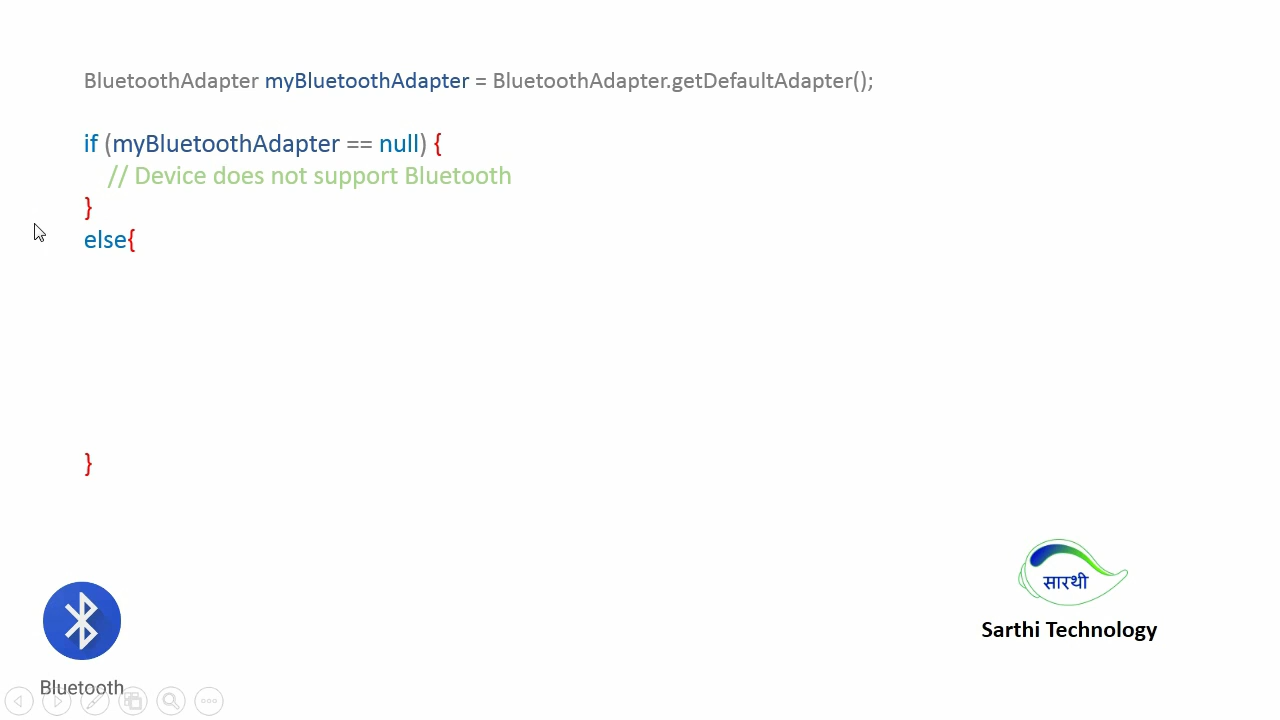 BluetoothAdapter myBluetoothAdapter = BluetoothAdapter.getDefaultAdapter();
if (myBluetoothAdapter == null) {
// Device does not support Bluetooth
}
else{
}
सारथी
Sarthi Technology
Bluetooth